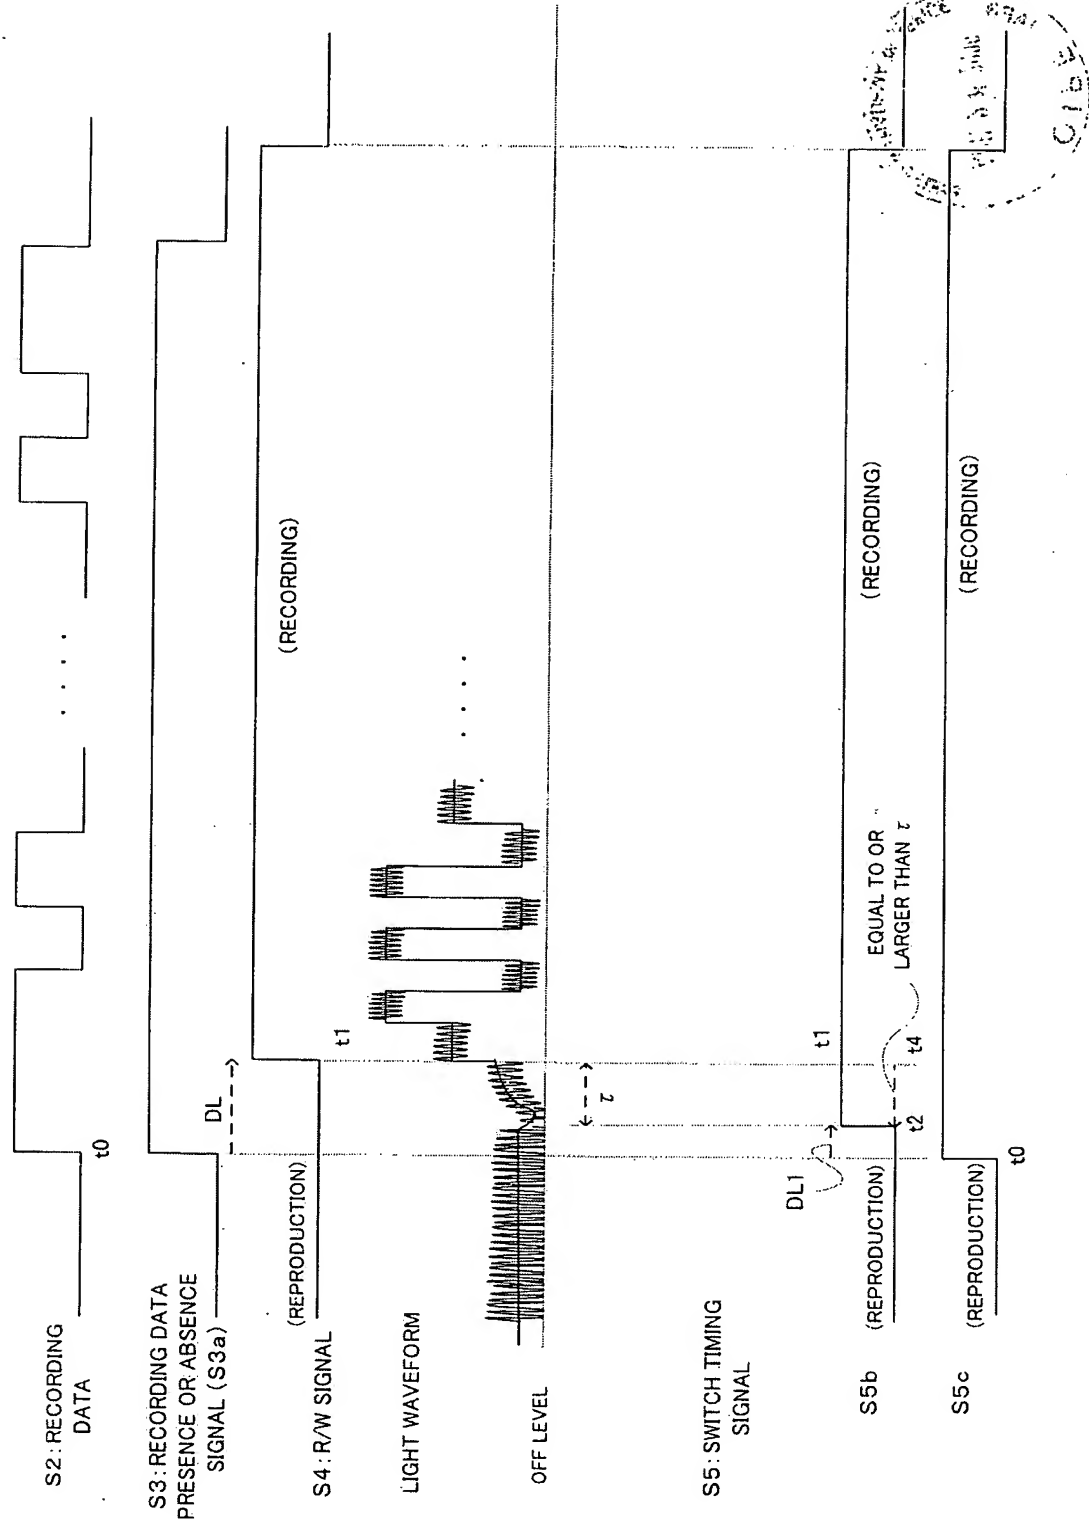 S2:RECORDING
DATA
t0
S3:RECORDING DATA
PRESENCE OR ABSENCE
SIGNAL (S3a)
DL
S4:R/W SIGNAL
(REPRODUCTION)
(RECORDING)
t1
LIGHT WAVEFORM
OFF LEVEL
τ
S5:SWITCH TIMING
SIGNAL
DL1
S5b
(REPRODUCTION)
t1
(RECORDING)
t2
t4
EQUAL TO OR
LARGER THAN τ
S5c
(REPRODUCTION)
(RECORDING)
t0